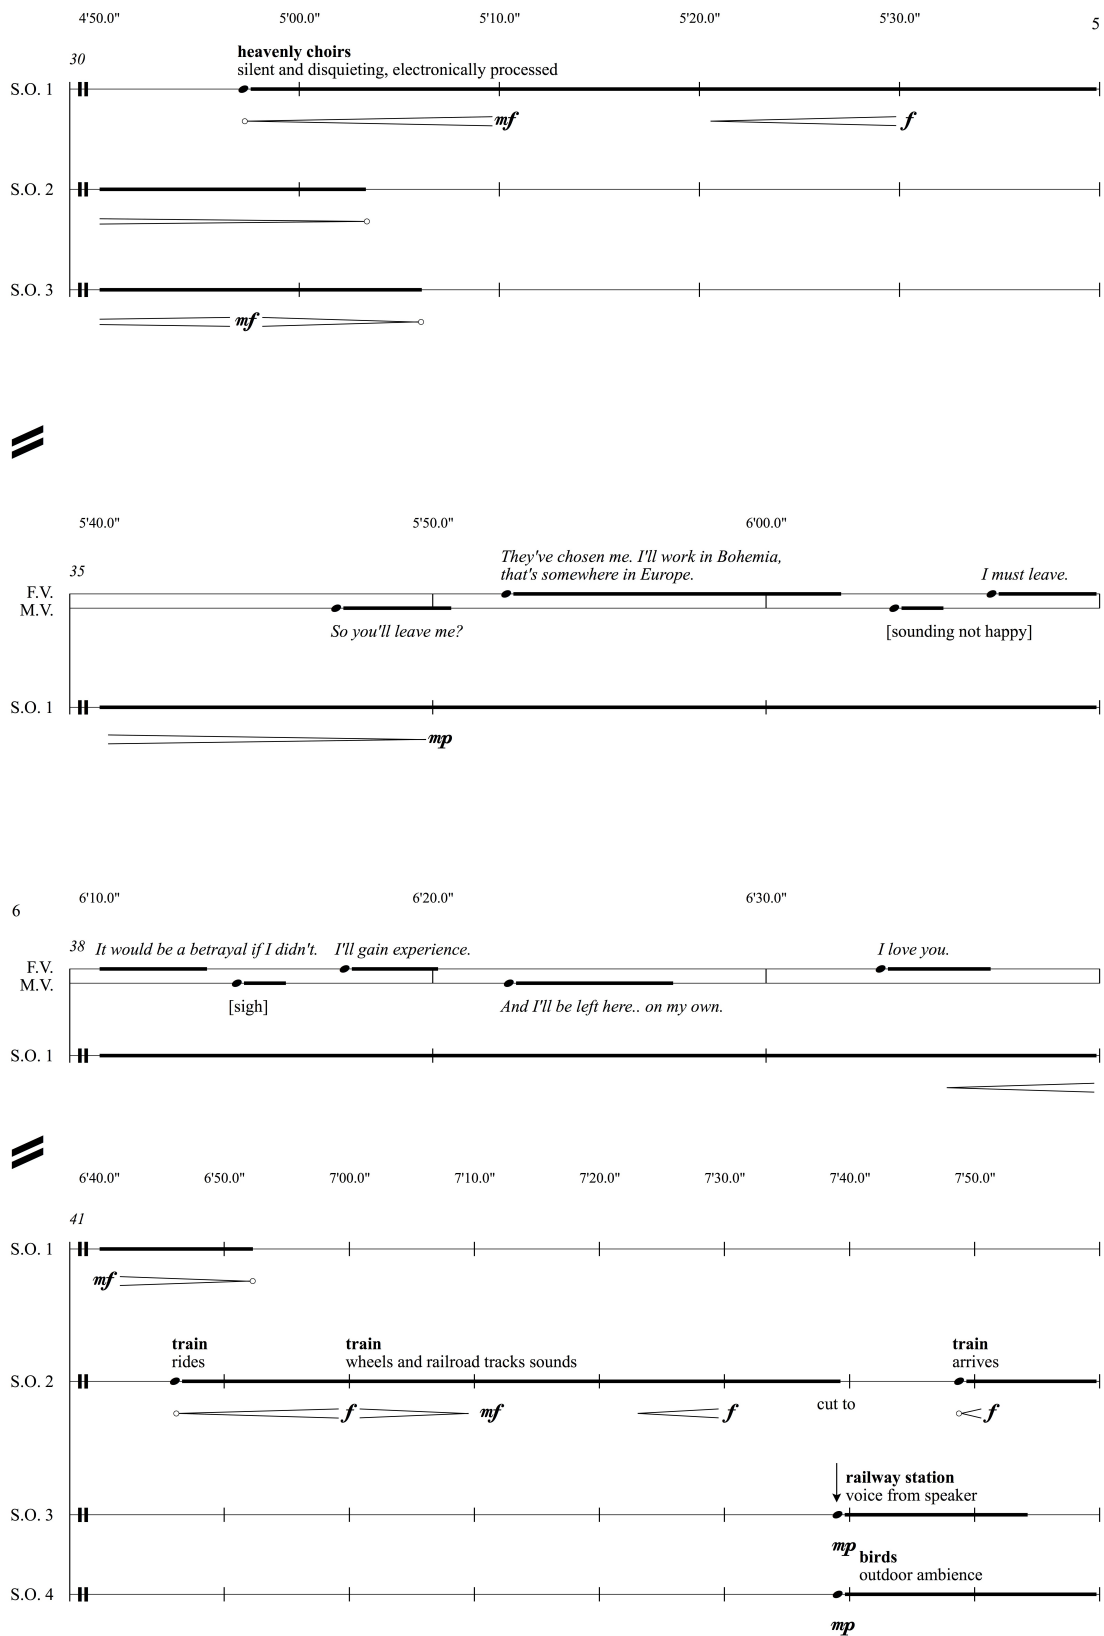 4'50.0" 5'00.0" 5'10.0" 5'20.0" 5'30.0" 5
30
heavenly choirs
silent and disquieting, electronically processed
S.O. 1
mf f
S.O. 2
S.O. 3
mf
5'40.0" 5'50.0" 6'00.0"
35
They've chosen me. I'll work in Bohemia,
that's somewhere in Europe. I must leave.
F.V.
M.V.
So you'll leave me? [sounding not happy]
S.O. 1
mp
6'10.0" 6'20.0" 6'30.0"
6
38 It would be a betrayal if I didn't. I'll gain experience. I love you.
F.V.
M.V.
[sigh] And I'll be left here.. on my own.
S.O. 1
6'40.0" 6'50.0" 7'00.0" 7'10.0" 7'20.0" 7'30.0" 7'40.0" 7'50.0"
41
S.O. 1
mf
train train train
rides wheels and railroad tracks sounds arrives
S.O. 2
cut to
f mf f f
railway station
voice from speaker
S.O. 3
mp
birds
outdoor ambience
S.O. 4
mp